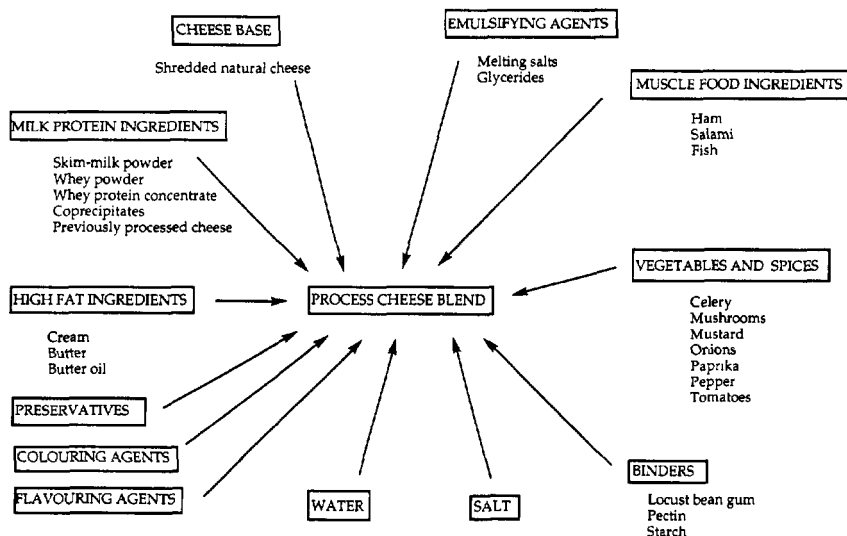 CHEESE BASE
Shredded natural cheese
EMULSIFYING AGENTS
Melting salts
Glycerides
MUSCLE FOOD INGREDIENTS
Ham
Salami
Fish
MILK PROTEIN INGREDIENTS
Skim-milk powder
Whey powder
Whey protein concentrate
Coprecipitates
Previously processed cheese
VEGETABLES AND SPICES
Celery
Mushrooms
Mustard
Onions
Paprika
Pepper
Tomatoes
HIGH FAT INGREDIENTS
Cream
Butter
Butter oil
PROCESS CHEESE BLEND
PRESERVATIVES
COLOURING AGENTS
FLAVOURING AGENTS
WATER
SALT
BINDERS
Locust bean gum
Pectin
Starch